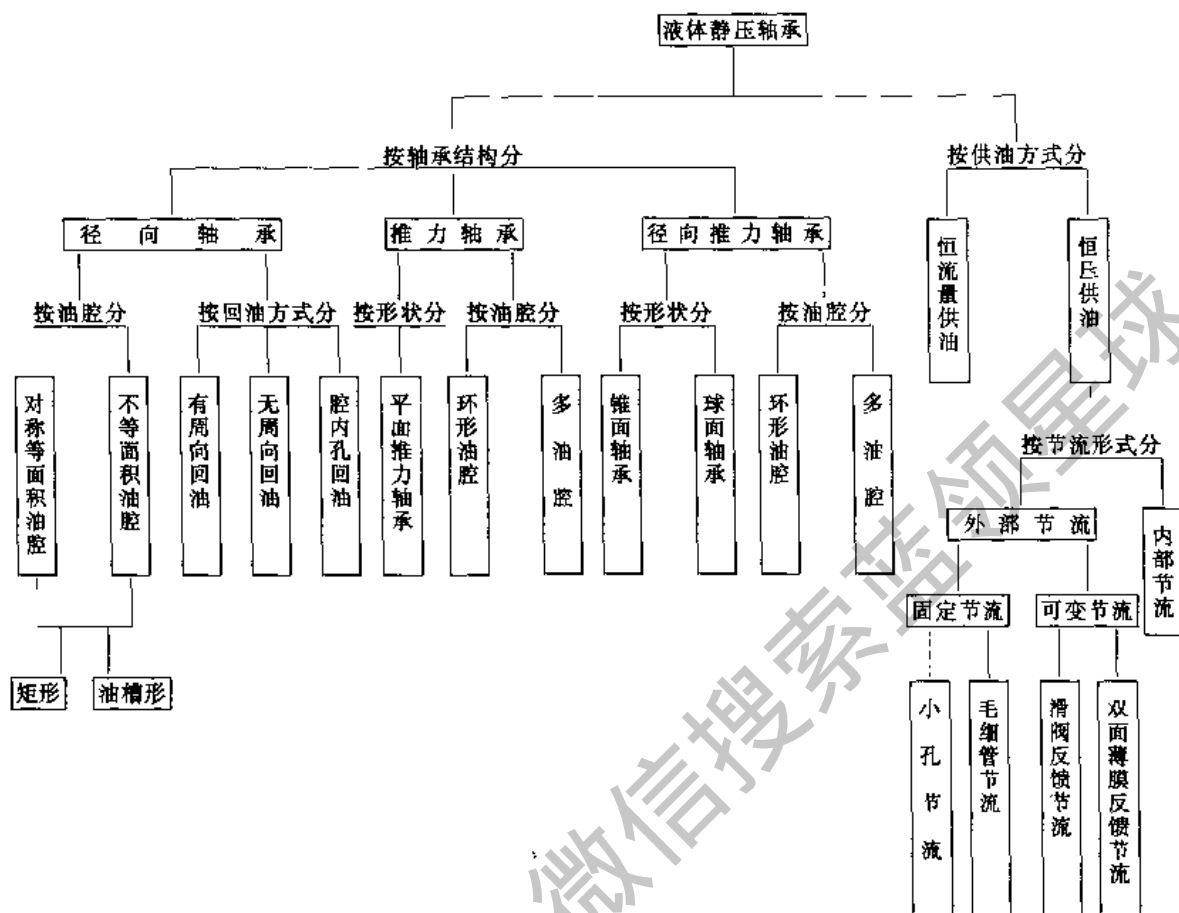 液体静压轴承
按轴承结构分
按供油方式分
径向轴承
推力轴承
径向推力轴承
恒流量供油
恒压供油
按油腔分
按回油方式分
按形状分
按油腔分
按形状分
按油腔分
对称等面积油腔
不等面积油腔
有周向回油
无周向回油
腔内孔回油
平面推力轴承
环形油腔
多油腔
锥面轴承
球面轴承
环形油腔
多油腔
按节流形式分
外部节流
内部节流
固定节流
可变节流
矩形
油槽形
小孔节流
毛细管节流
滑阀反馈节流
双面薄膜反馈节流
微信搜索蓝领星球